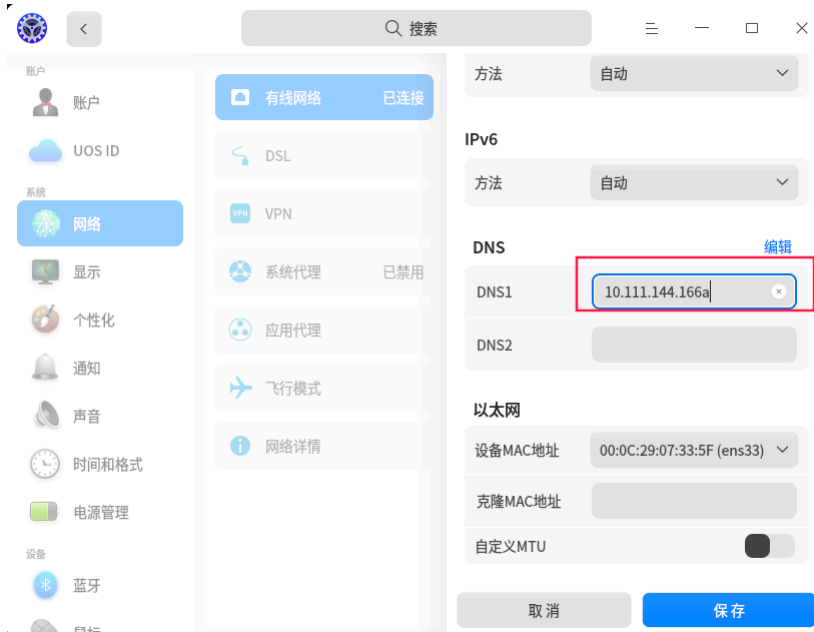 搜索
账户
账户
UOS ID
系统
网络
显示
个性化
通知
声音
时间和格式
电源管理
设备
蓝牙
有线网络 已连接
DSL
VPN
VPN
系统代理 已禁用
应用代理
飞行模式
网络详情
方法 自动
IPv6
方法 自动
DNS 编辑
DNS1 10.111.144.166a
DNS2
以太网
设备MAC地址 00:0C:29:07:33:5F (ens33)
克隆MAC地址
自定义MTU
取消 保存